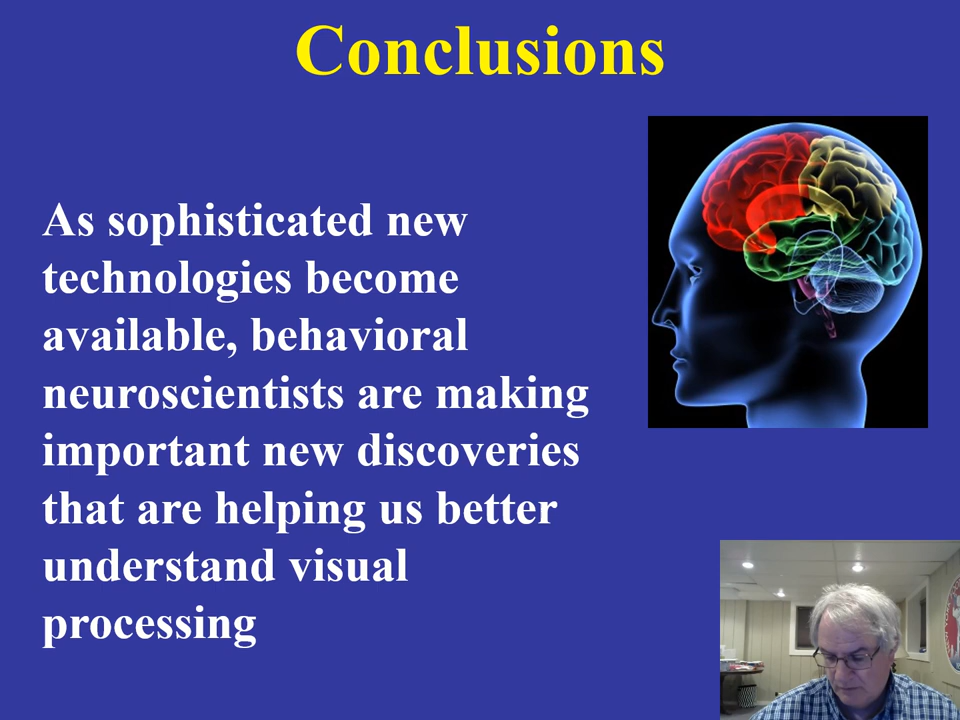 Conclusions
As sophisticated new
technologies become
available, behavioral
neuroscientists are making
important new discoveries
that are helping us better
understand visual
processing